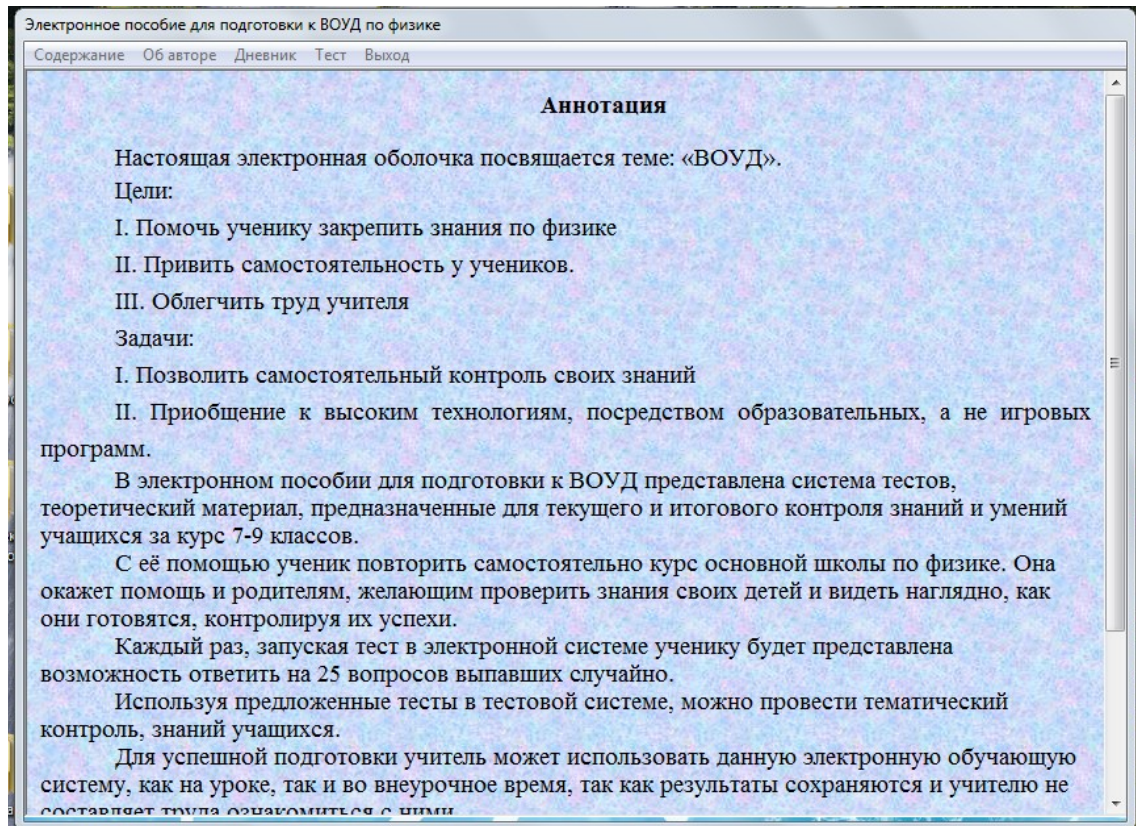 Электронное пособие для подготовки к ВОУД по физике
Содержание Об авторе Дневник Тест Выход
Аннотация
Настоящая электронная оболочка посвящается теме: «ВОУД».
Цели:
I. Помочь ученику закрепить знания по физике
II. Привить самостоятельность у учеников.
III. Облегчить труд учителя
Задачи:
I. Позволить самостоятельный контроль своих знаний
II. Приобщение к высоким технологиям, посредством образовательных, а не игровых
программ.
В электронном пособии для подготовки к ВОУД представлена система тестов,
теоретический материал, предназначенные для текущего и итогового контроля знаний и умений
учащихся за курс 7-9 классов.
С её помощью ученик повторить самостоятельно курс основной школы по физике. Она
окажет помощь и родителям, желающим проверить знания своих детей и видеть наглядно, как
они готовятся, контролируя их успехи.
Каждый раз, запуская тест в электронной системе ученику будет представлена
возможность ответить на 25 вопросов выпавших случайно.
Используя предложенные тесты в тестовой системе, можно провести тематический
контроль, знаний учащихся.
Для успешной подготовки учитель может использовать данную электронную обучающую
систему, как на уроке, так и во внеурочное время, так как результаты сохраняются и учителю не
составляет труда ознакомиться с ними